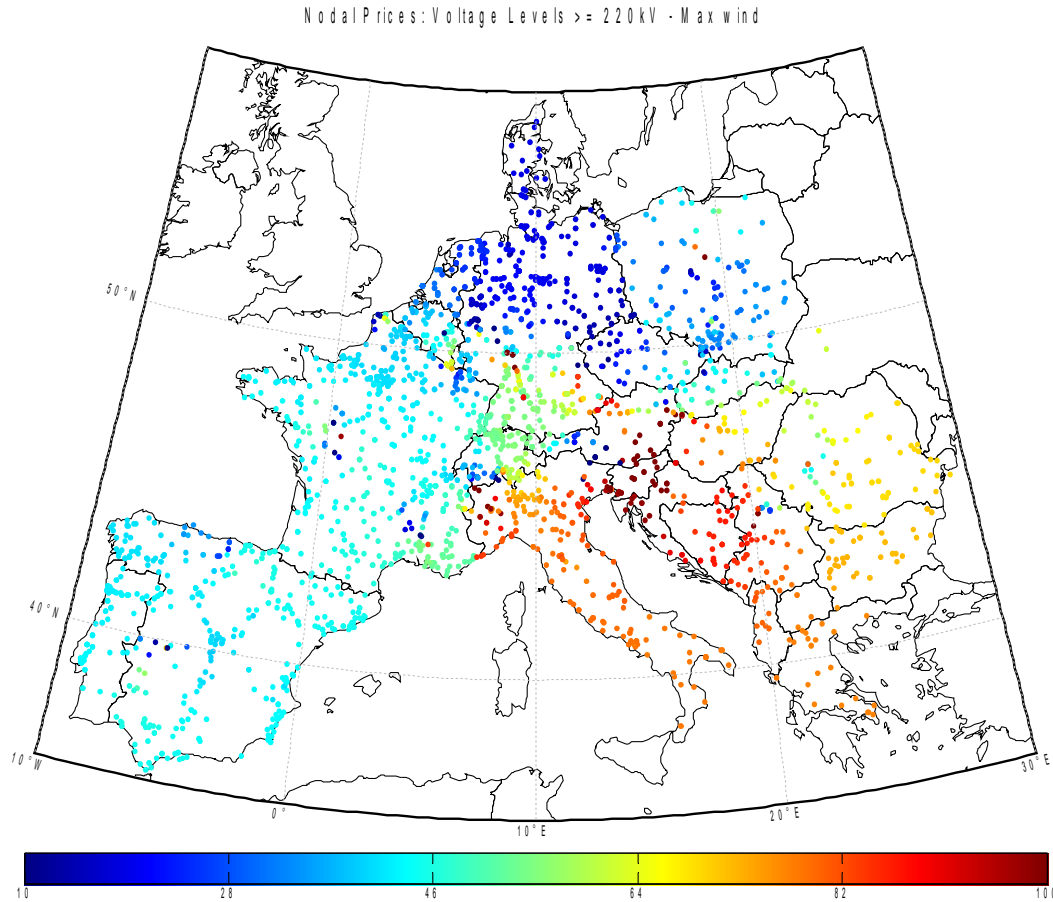 Nodal Prices: Voltage Levels >= 220kV - Max wind
50°N
40°N
10°W
0°
10°E
20°E
30°E
10
28
46
64
82
100